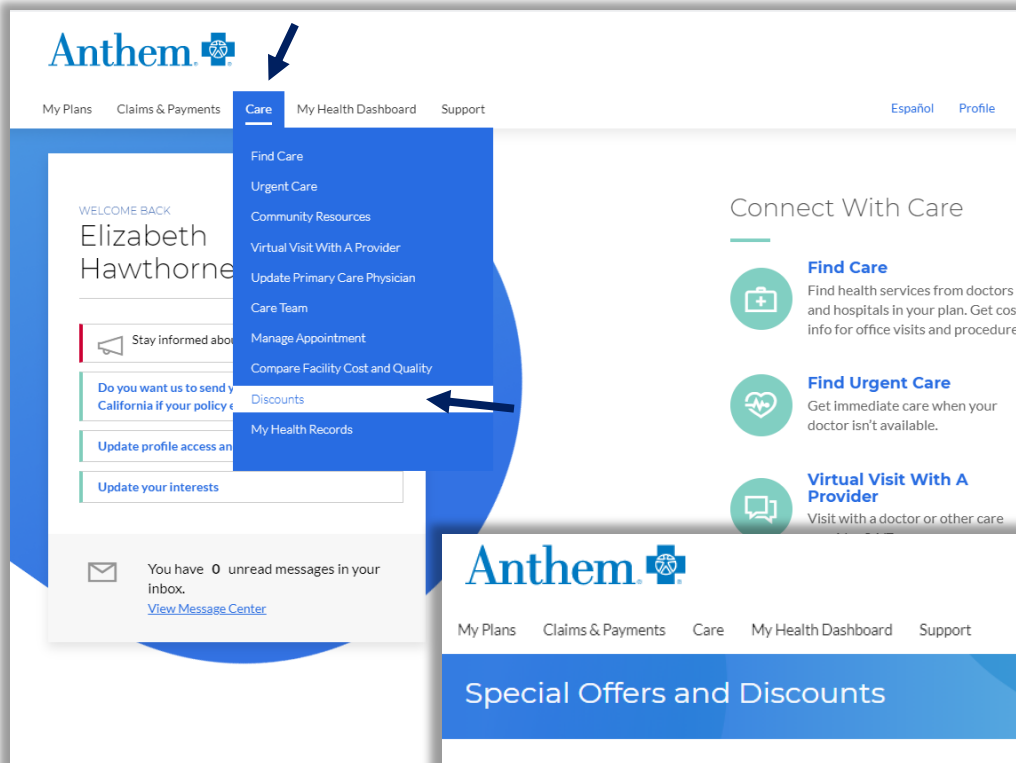 Anthem
My Plans Claims & Payments Care My Health Dashboard Support Español Profile
Find Care
Urgent Care
Community Resources
Virtual Visit With A Provider
Update Primary Care Physician
Care Team
Manage Appointment
Compare Facility Cost and Quality
Discounts
My Health Records
WELCOME BACK
Elizabeth
Hawthorne
Stay informed abou
Do you want us to send y
California if your policy e
Update profile access an
Update your interests
You have 0 unread messages in your
inbox.
View Message Center
Connect With Care
Find Care
Find health services from doctors
and hospitals in your plan. Get cos
info for office visits and procedure
Find Urgent Care
Get immediate care when your
doctor isn't available.
Virtual Visit With A
Provider
Visit with a doctor or other care
Anthem
My Plans Claims & Payments Care My Health Dashboard Support
Special Offers and Discounts